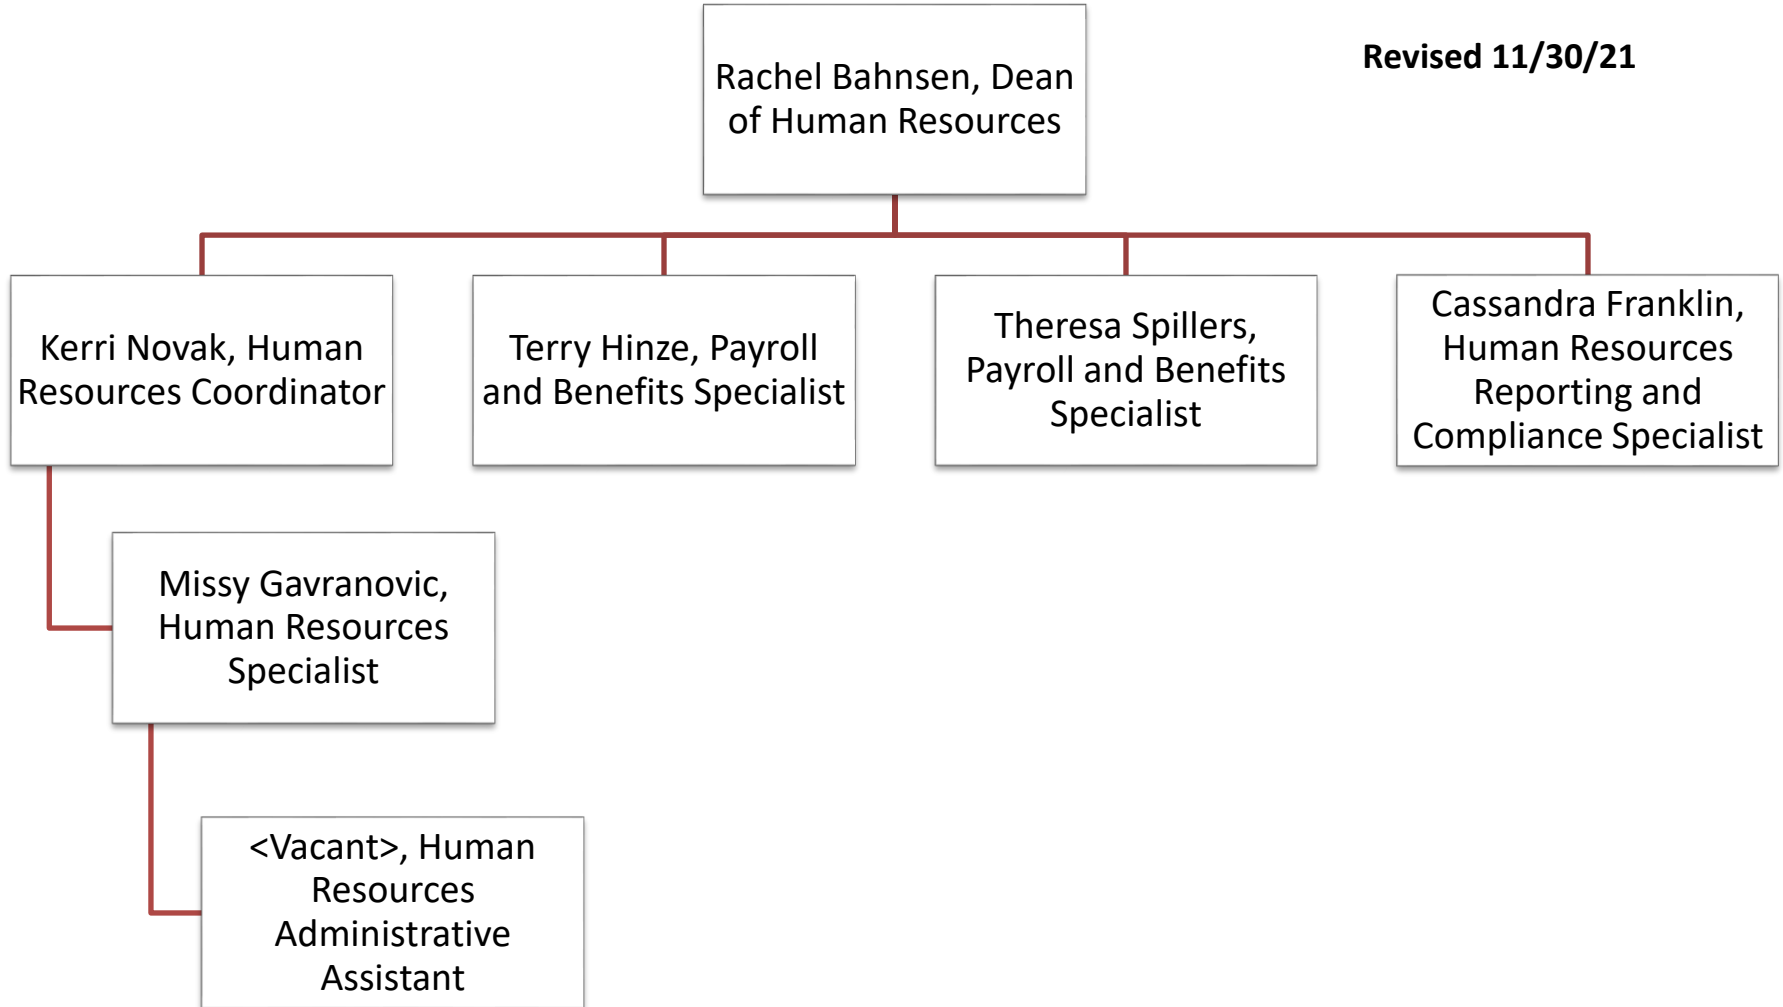 Rachel Bahnsen, Dean
of Human Resources
Revised 11/30/21
Kerri Novak, Human
Resources Coordinator
Terry Hinze, Payroll
and Benefits Specialist
Theresa Spillers,
Payroll and Benefits
Specialist
Cassandra Franklin,
Human Resources
Reporting and
Compliance Specialist
Missy Gavranovic,
Human Resources
Specialist
<Vacant>, Human
Resources
Administrative
Assistant